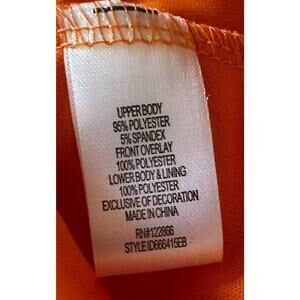 UPPER BODY
95% POLYESTER
5% SPANDEX
FRONT OVERLAY
100% POLYESTER
LOWER BODY & LINING
100% POLYESTER
EXCLUSIVE OF DECORATION
MADE IN CHINA
RN#122866
STYLE ID666415EB